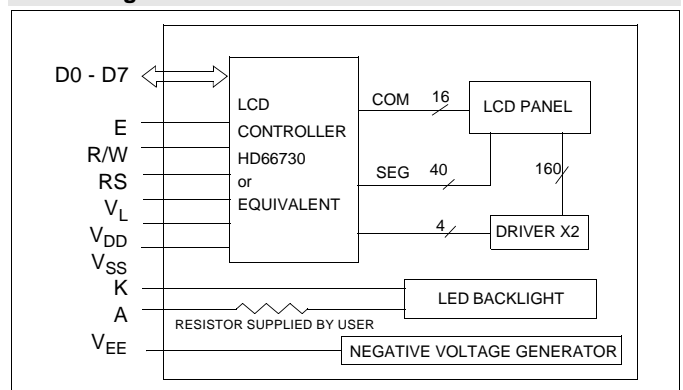 D0 - D7
E
R/W
RS
VL
VDD
VSS
K
A
VEE
LCD
CONTROLLER
HD66730
or
EQUIVALENT
COM 16
SEG 40
4
160
LCD PANEL
DRIVER X2
LED BACKLIGHT
RESISTOR SUPPLIED BY USER
NEGATIVE VOLTAGE GENERATOR